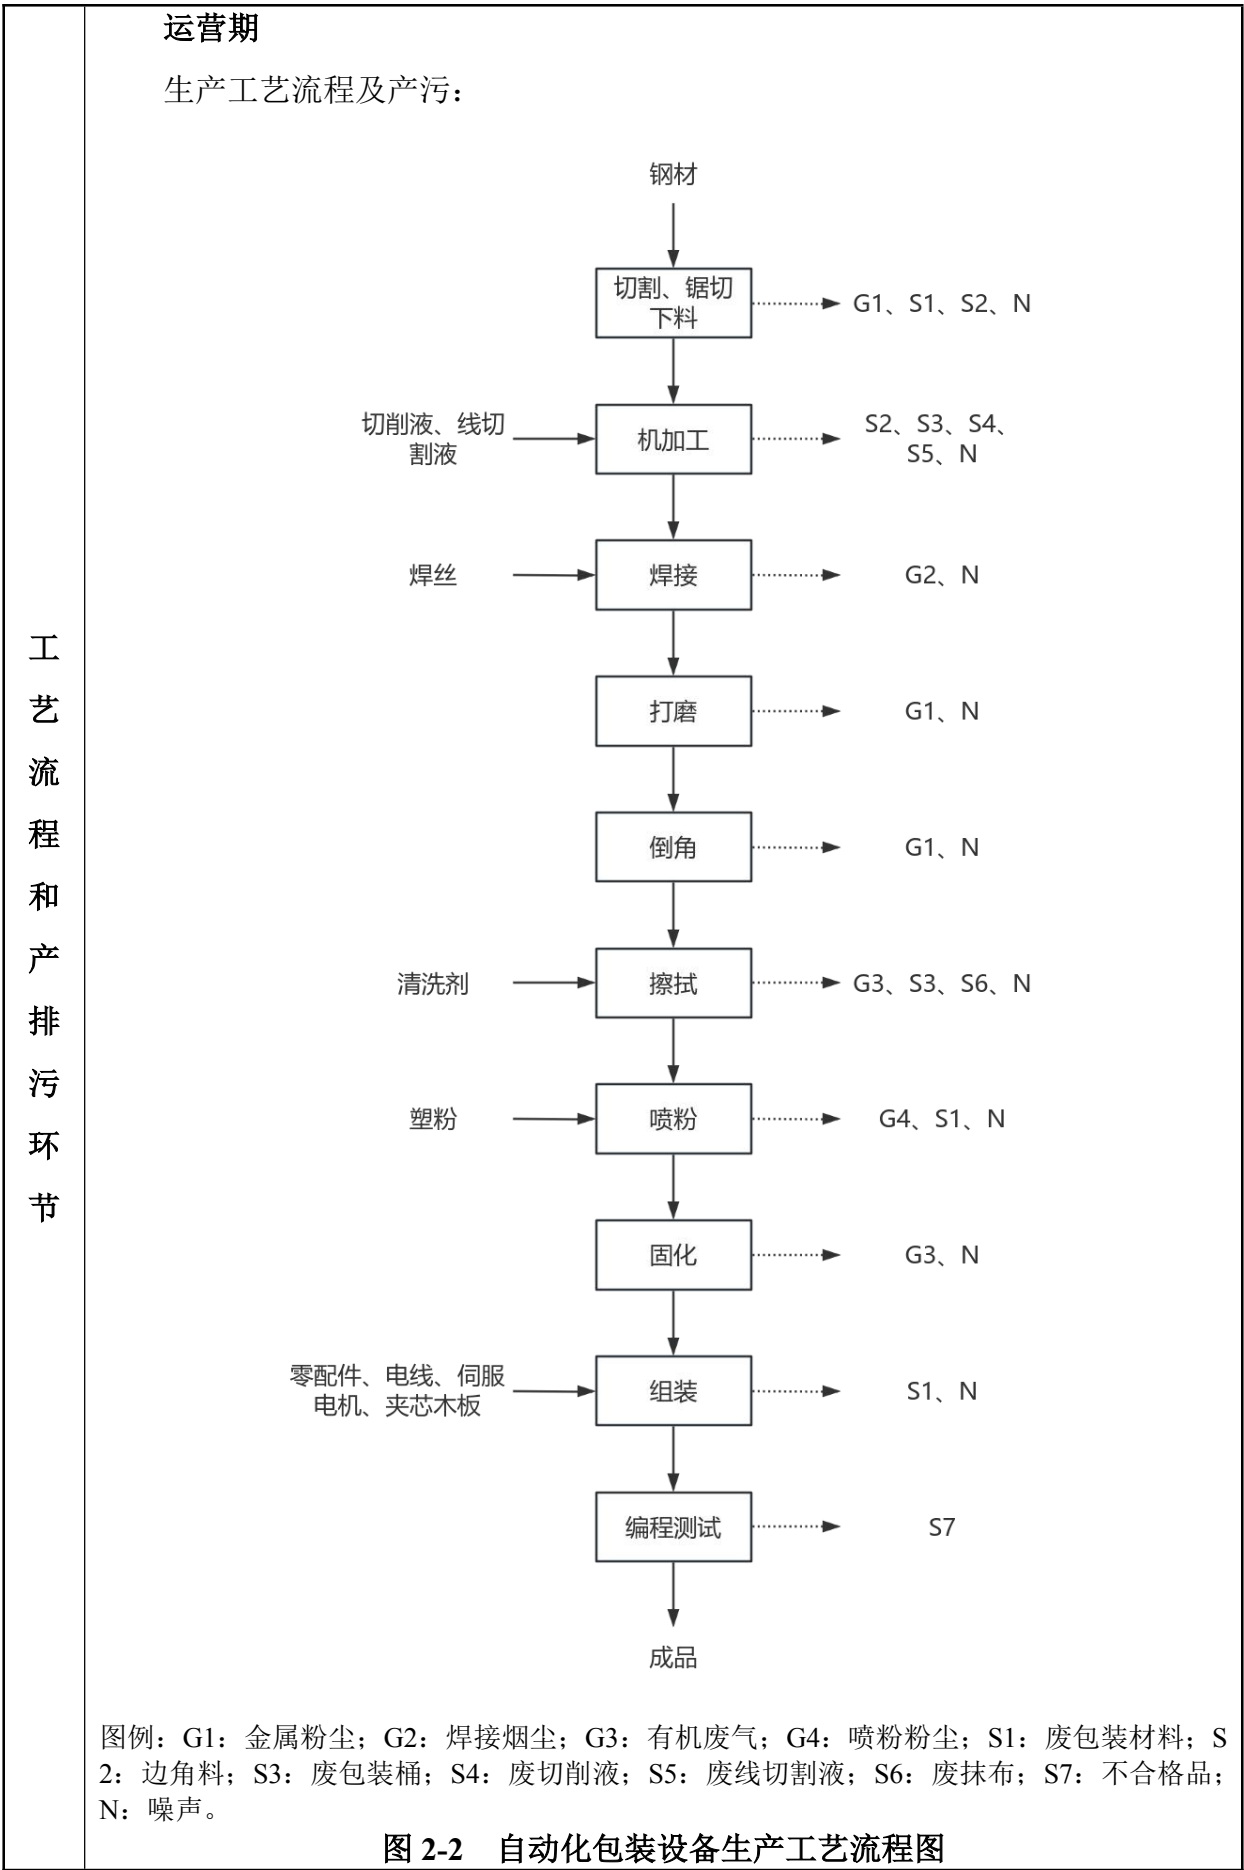 运营期
生产工艺流程及产污：
钢材
切割、锯切
下料
G1、S1、S2、N
切削液、线切
割液
机加工
S2、S3、S4、
S5、N
焊丝
焊接
G2、N
打磨
G1、N
倒角
G1、N
清洗剂
擦拭
G3、S3、S6、N
塑粉
喷粉
G4、S1、N
固化
G3、N
零配件、电线、伺服
电机、夹芯木板
组装
S1、N
编程测试
S7
成品
工
艺
流
程
和
产
排
污
环
节
图例：G1：金属粉尘；G2：焊接烟尘；G3：有机废气；G4：喷粉粉尘；S1：废包装材料；S
2：边角料；S3：废包装桶；S4：废切削液；S5：废线切割液；S6：废抹布；S7：不合格品；
N：噪声。
图 2-2 自动化包装设备生产工艺流程图